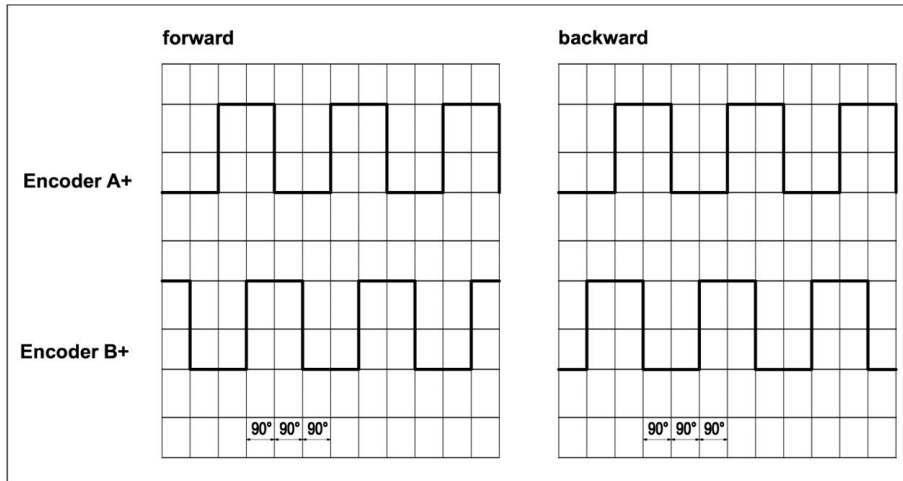 forward
backward
Encoder A+
Encoder B+
90° 90° 90°
90° 90° 90°